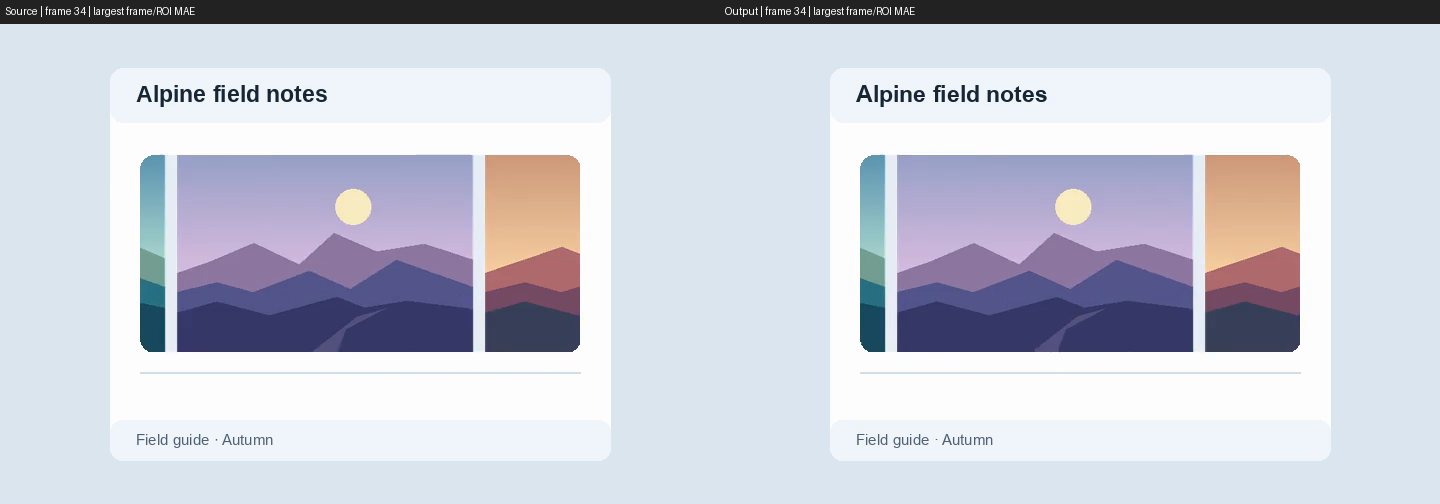 Source | frame 34 | largest frame/ROI MAE
Output | frame 34 | largest frame/ROI MAE
Alpine field notes
Alpine field notes
Field guide · Autumn
Field guide · Autumn